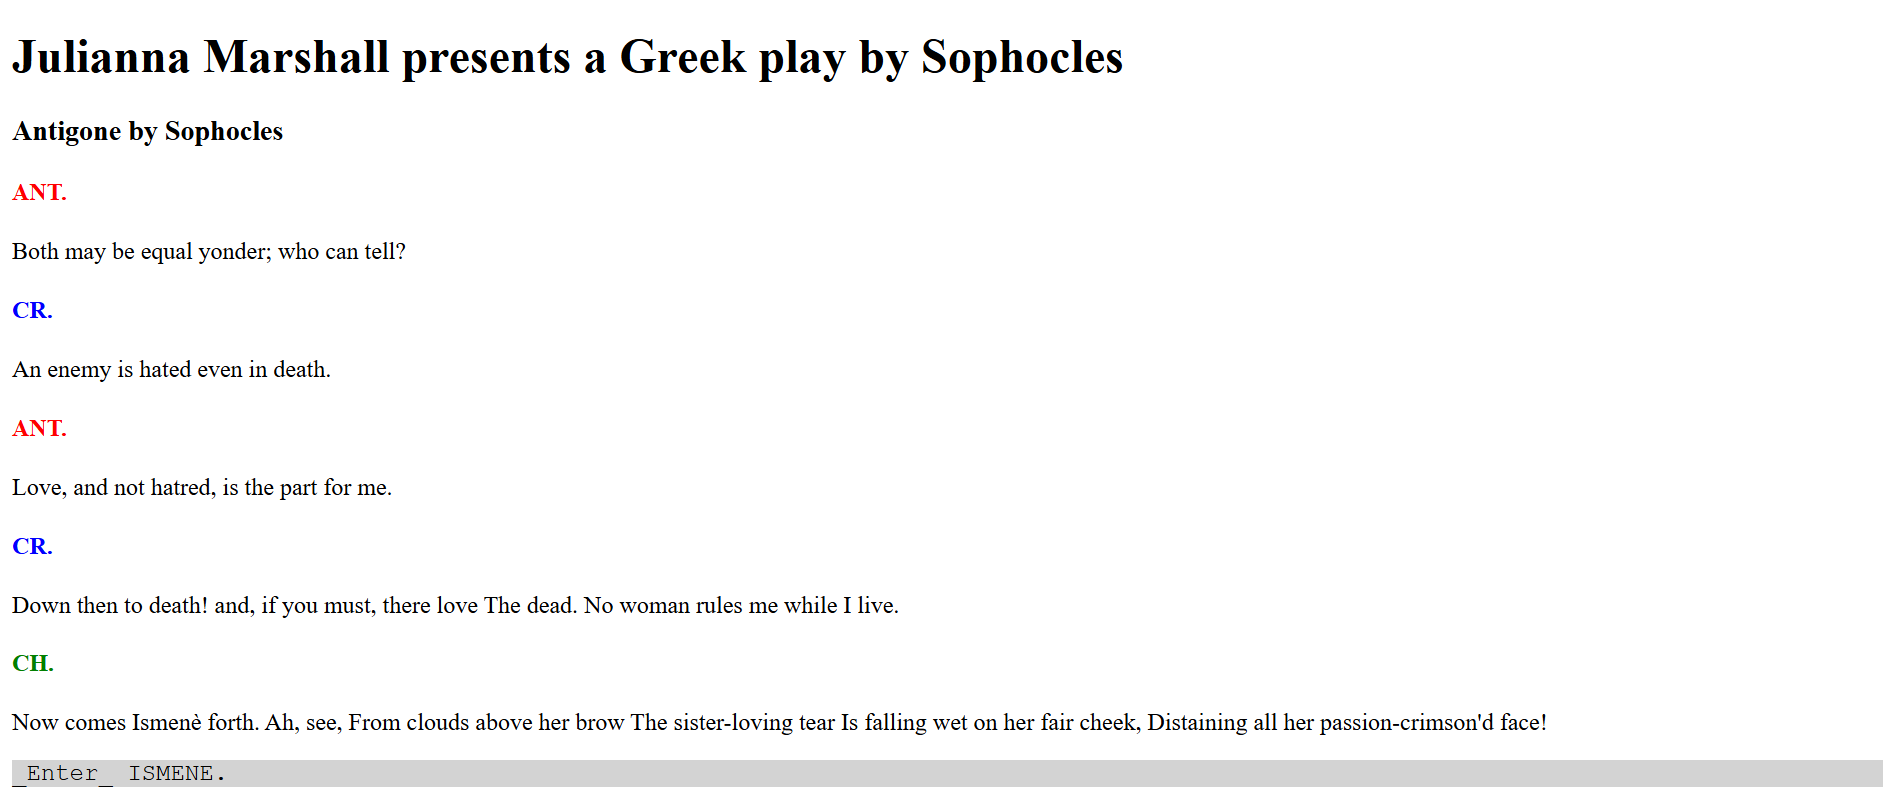 Julianna Marshall presents a Greek play by Sophocles
Antigone by Sophocles
ANT.
Both may be equal yonder; who can tell?
CR.
An enemy is hated even in death.
ANT.
Love, and not hatred, is the part for me.
CR.
Down then to death! and, if you must, there love The dead. No woman rules me while I live.
CH.
Now comes Ismenè forth. Ah, see, From clouds above her brow The sister-loving tear Is falling wet on her fair cheek, Distaining all her passion-crimson'd face!
_Enter_ ISMENE.